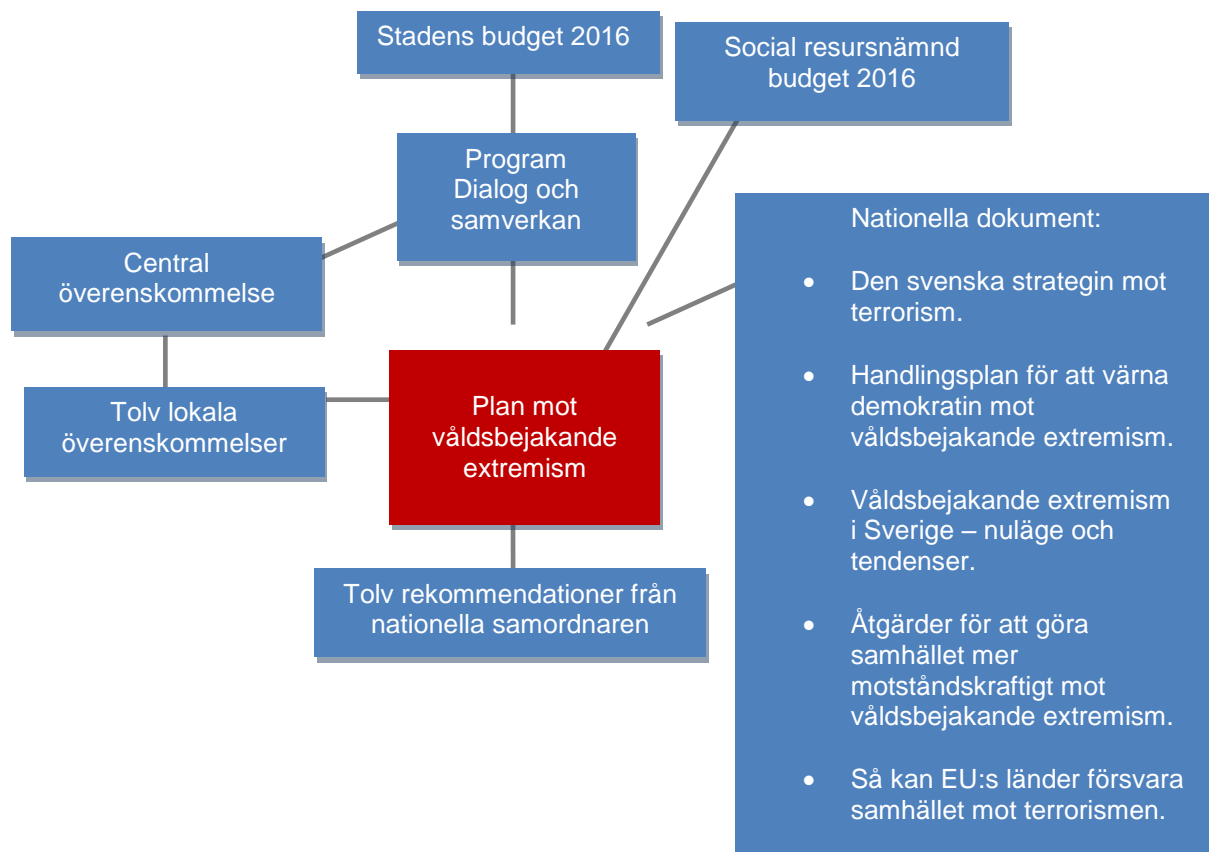 Stadens budget 2016
Social resursnämnd
budget 2016
Program
Dialog och
samverkan
Central
överenskommelse
Tolv lokala
överenskommelser
Plan mot
våldsbejakande
extremism
Tolv rekommendationer från
nationella samordnaren
Nationella dokument:
• Den svenska strategin mot
terrorism.
• Handlingsplan för att värna
demokratin mot
våldsbejakande extremism.
• Våldsbejakande extremism
i Sverige – nuläge och
tendenser.
• Åtgärder för att göra
samhället mer
motståndskraftigt mot
våldsbejakande extremism.
• Så kan EU:s länder försvara
samhället mot terrorismen.